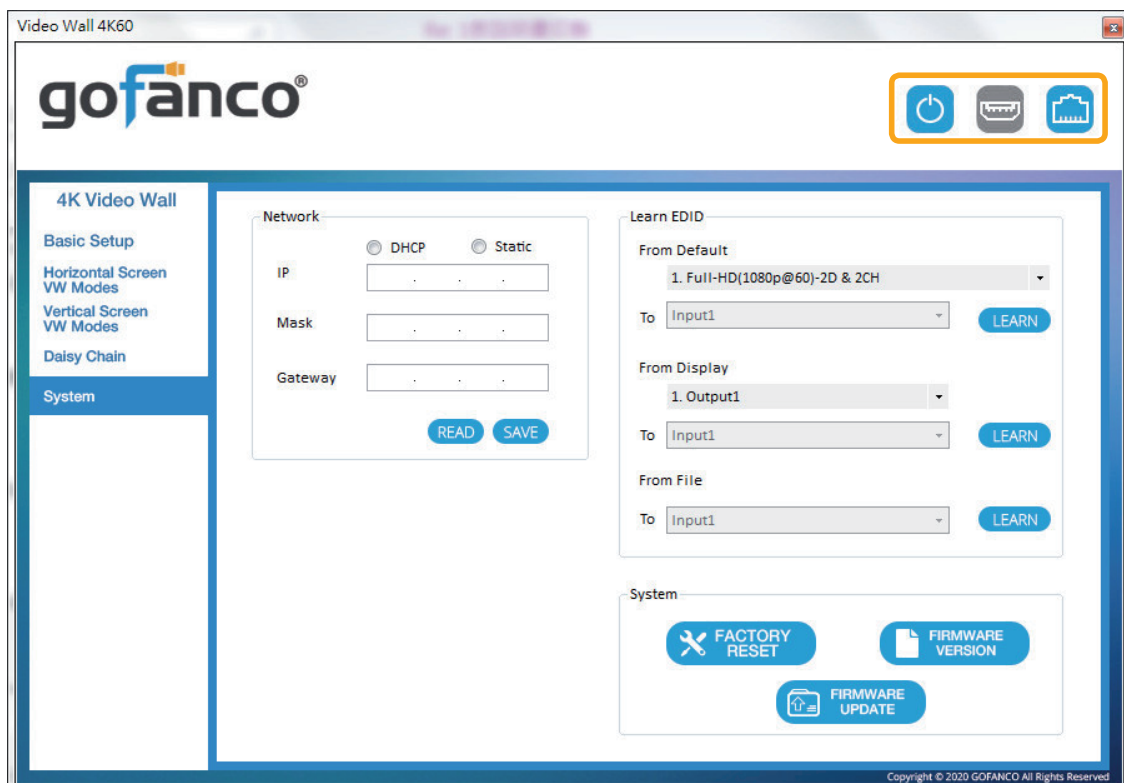 Video Wall 4K60
gofanco®
4K Video Wall
Basic Setup
Horizontal Screen
VW Modes
Vertical Screen
VW Modes
Daisy Chain
System
Network
DHCP Static
IP . . .
Mask . . .
Gateway . . .
READ SAVE
Learn EDID
From Default
1. Full-HD(1080p@60)-2D & 2CH
To Input1 LEARN
From Display
1. Output1
To Input1 LEARN
From File
To Input1 LEARN
System
FACTORY
RESET
FIRMWARE
VERSION
FIRMWARE
UPDATE
Copyright © 2020 GOFANCO All Rights Reserved